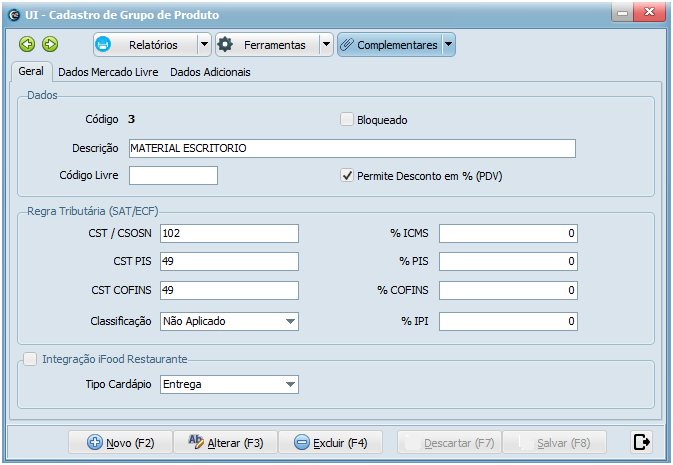 UI - Cadastro de Grupo de Produto
Relatórios Ferramentas Complementares
Geral Dados Mercado Livre Dados Adicionais
Dados
Código 3 Bloqueado
Descrição MATERIAL ESCRITORIO
Código Livre Permite Desconto em % (PDV)
Regra Tributária (SAT/ECF)
CST / CSOSN 102 % ICMS 0
CST PIS 49 % PIS 0
CST COFINS 49 % COFINS 0
Classificação Não Aplicado % IPI 0
Integração iFood Restaurante
Tipo Cardápio Entrega
Novo (F2) Alterar (F3) Excluir (F4) Descartar (F7) Salvar (F8)